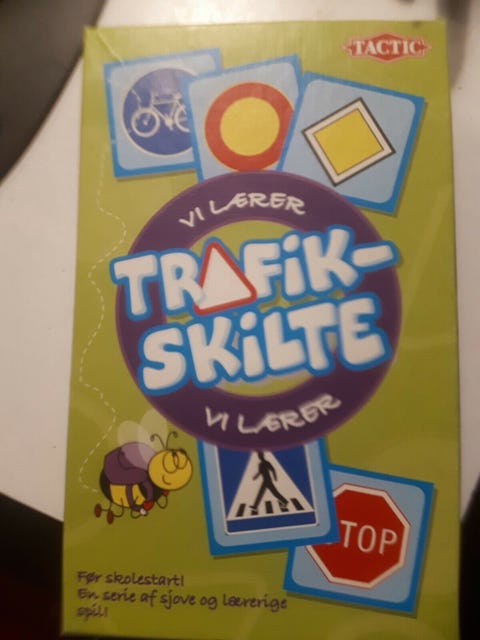 TACTIC
VI LÆRER
TRAFiK-
SKiLTE
VI LÆRER
STOP
Før skolestart!
En serie af sjove og lærerige
spil!